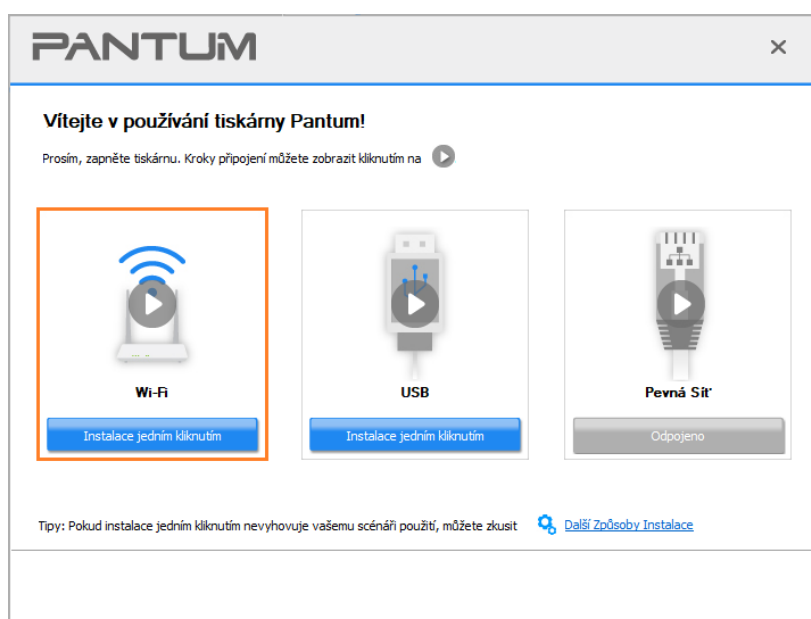 PANTUM
Vítejte v používání tiskárny Pantum!
Prosím, zapněte tiskárnu. Kroky připojení můžete zobrazit kliknutím na
Wi-Fi
USB
Pevná Síť
Instalace jedním kliknutím
Instalace jedním kliknutím
Odpojeno
Tipy: Pokud instalace jedním kliknutím nevyhovuje vašemu scénáři použití, můžete zkusit
Další Způsoby Instalace